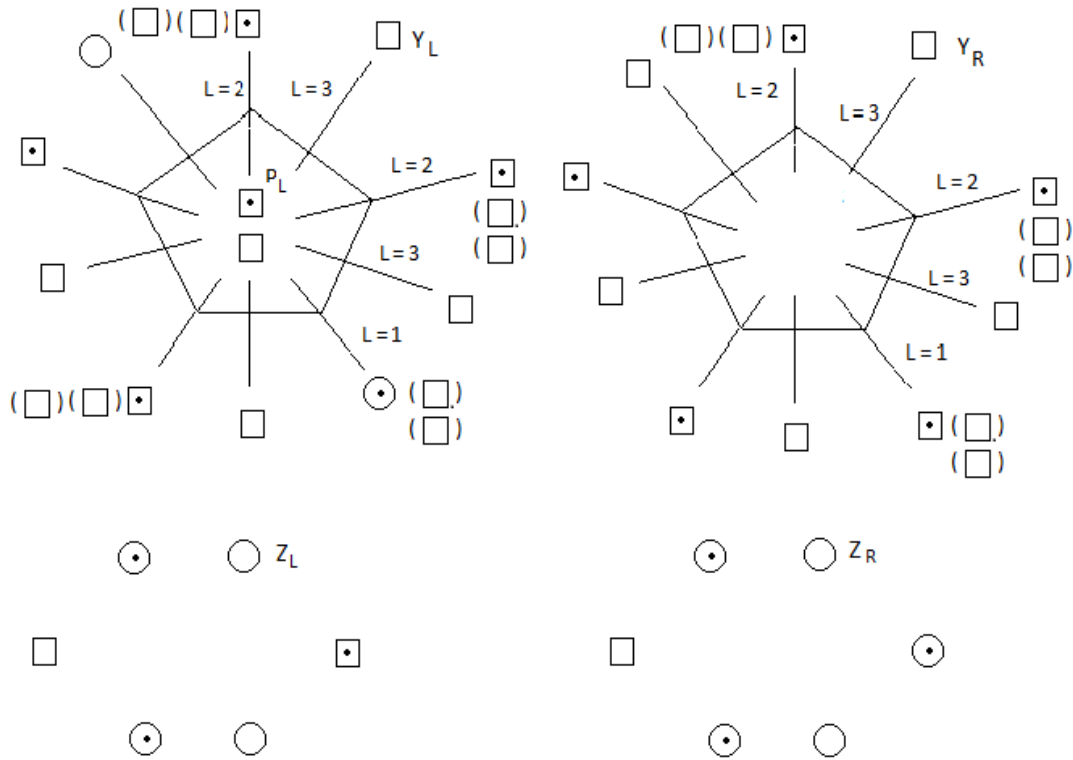 ( ) ( )
Y_L
( ) ( )
Y_R
L = 2
L = 3
L = 2
L = 3
P_L
L = 2
L = 2
( )
( )
( )
( )
L = 3
L = 3
L = 1
L = 1
( ) ( )
( )
( )
( )
( )
Z_L
Z_R